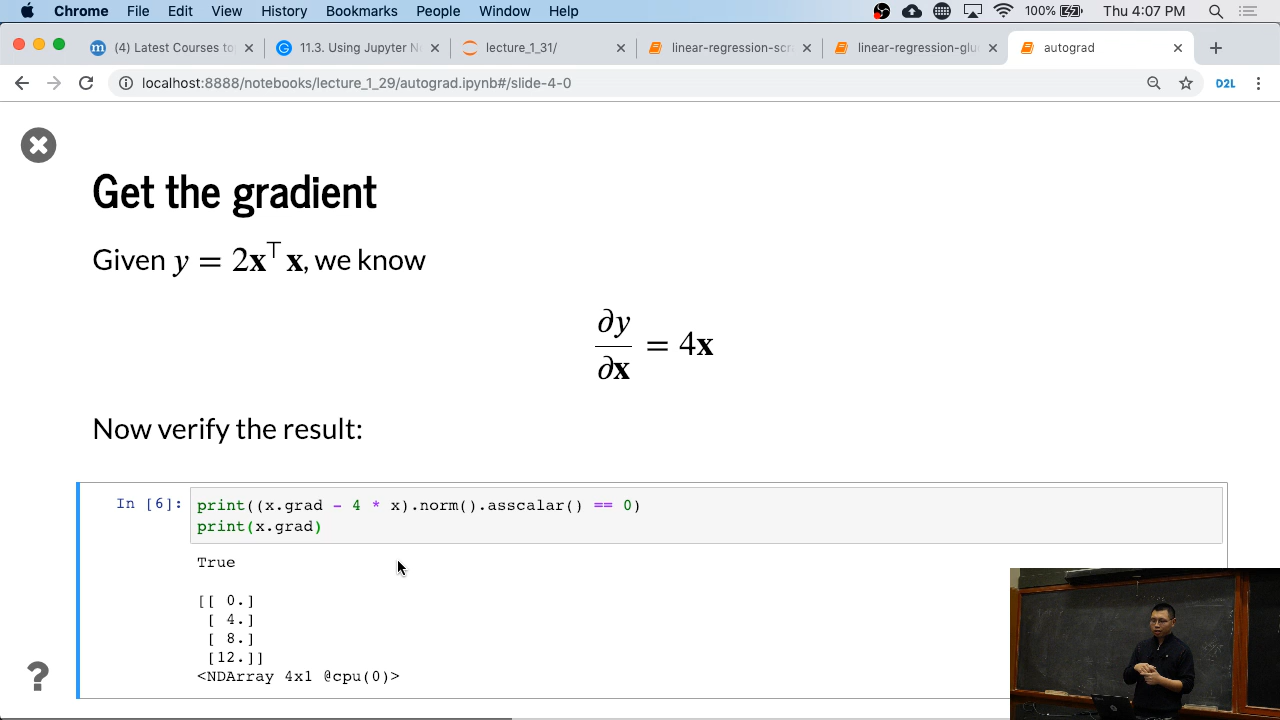 Chrome File Edit View History Bookmarks People Window Help 100% Thu 4:07 PM
(4) Latest Courses to 11.3. Using Jupyter N lecture_1_31/ linear-regression-scr linear-regression-glu autograd
localhost:8888/notebooks/lecture_1_29/autograd.ipynb#/slide-4-0 D2L
Get the gradient
Given y = 2x⊤x, we know
∂y
∂x
= 4x
Now verify the result:
In [6]: print((x.grad - 4 * x).norm().asscalar() == 0)
print(x.grad)
True
[[ 0.]
[ 4.]
[ 8.]
[12.]]
<NDArray 4x1 @cpu(0)>
?